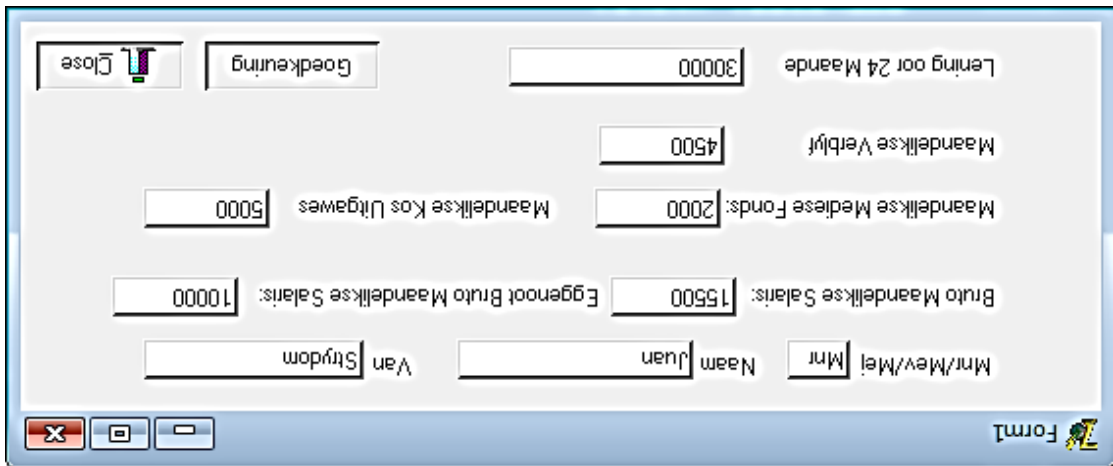 Form1
Mnr/Mev/Mej Mnr Naam Juan Van Strydom
Bruto Maandelikse Salaris: 15500 Eggenoot Bruto Maandelikse Salaris: 10000
Maandelikse Mediese Fonds: 2000 Maandelikse Kos Uitgawes 5000
Maandelikse Verblyf 4500
Lening oor 24 Maande 30000 Goedkeuring Close